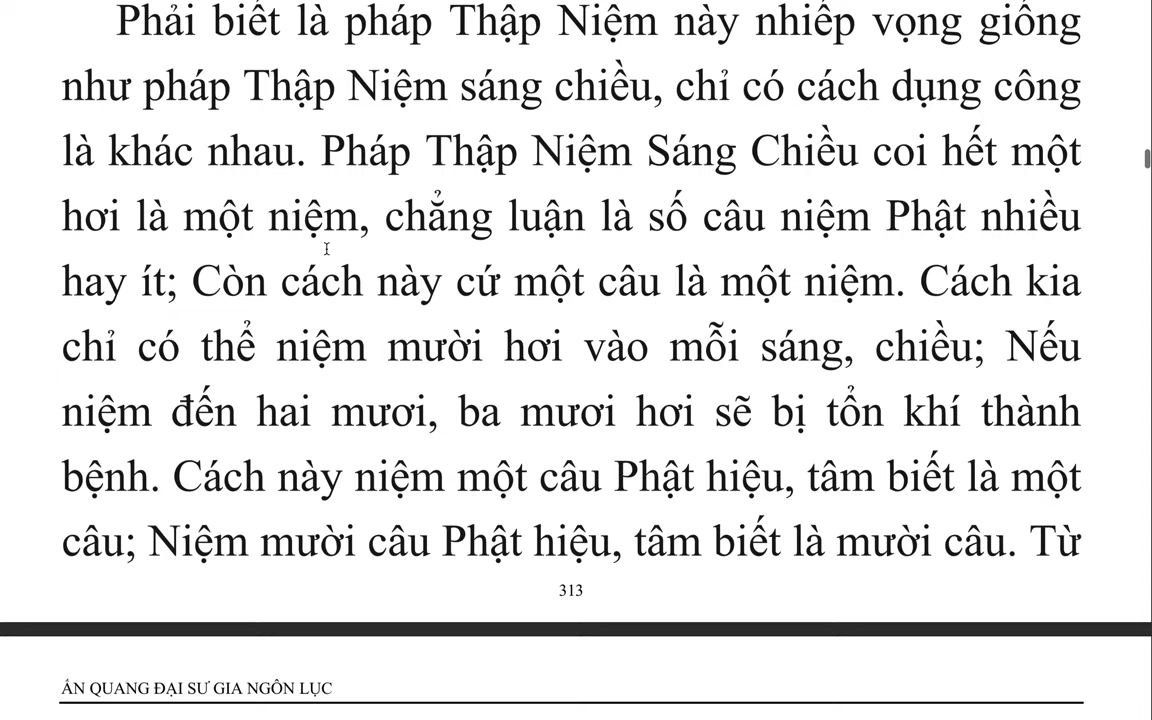 Phải biết là pháp Thập Niệm này nhiếp vọng giống
như pháp Thập Niệm sáng chiều, chỉ có cách dụng công
là khác nhau. Pháp Thập Niệm Sáng Chiều coi hết một
hơi là một niệm, chẳng luận là số câu niệm Phật nhiều
hay ít; Còn cách này cứ một câu là một niệm. Cách kia
chỉ có thể niệm mười hơi vào mỗi sáng, chiều; Nếu
niệm đến hai mươi, ba mươi hơi sẽ bị tổn khí thành
bệnh. Cách này niệm một câu Phật hiệu, tâm biết là một
câu; Niệm mười câu Phật hiệu, tâm biết là mười câu. Từ
313
ẤN QUANG ĐẠI SƯ GIA NGÔN LỤC